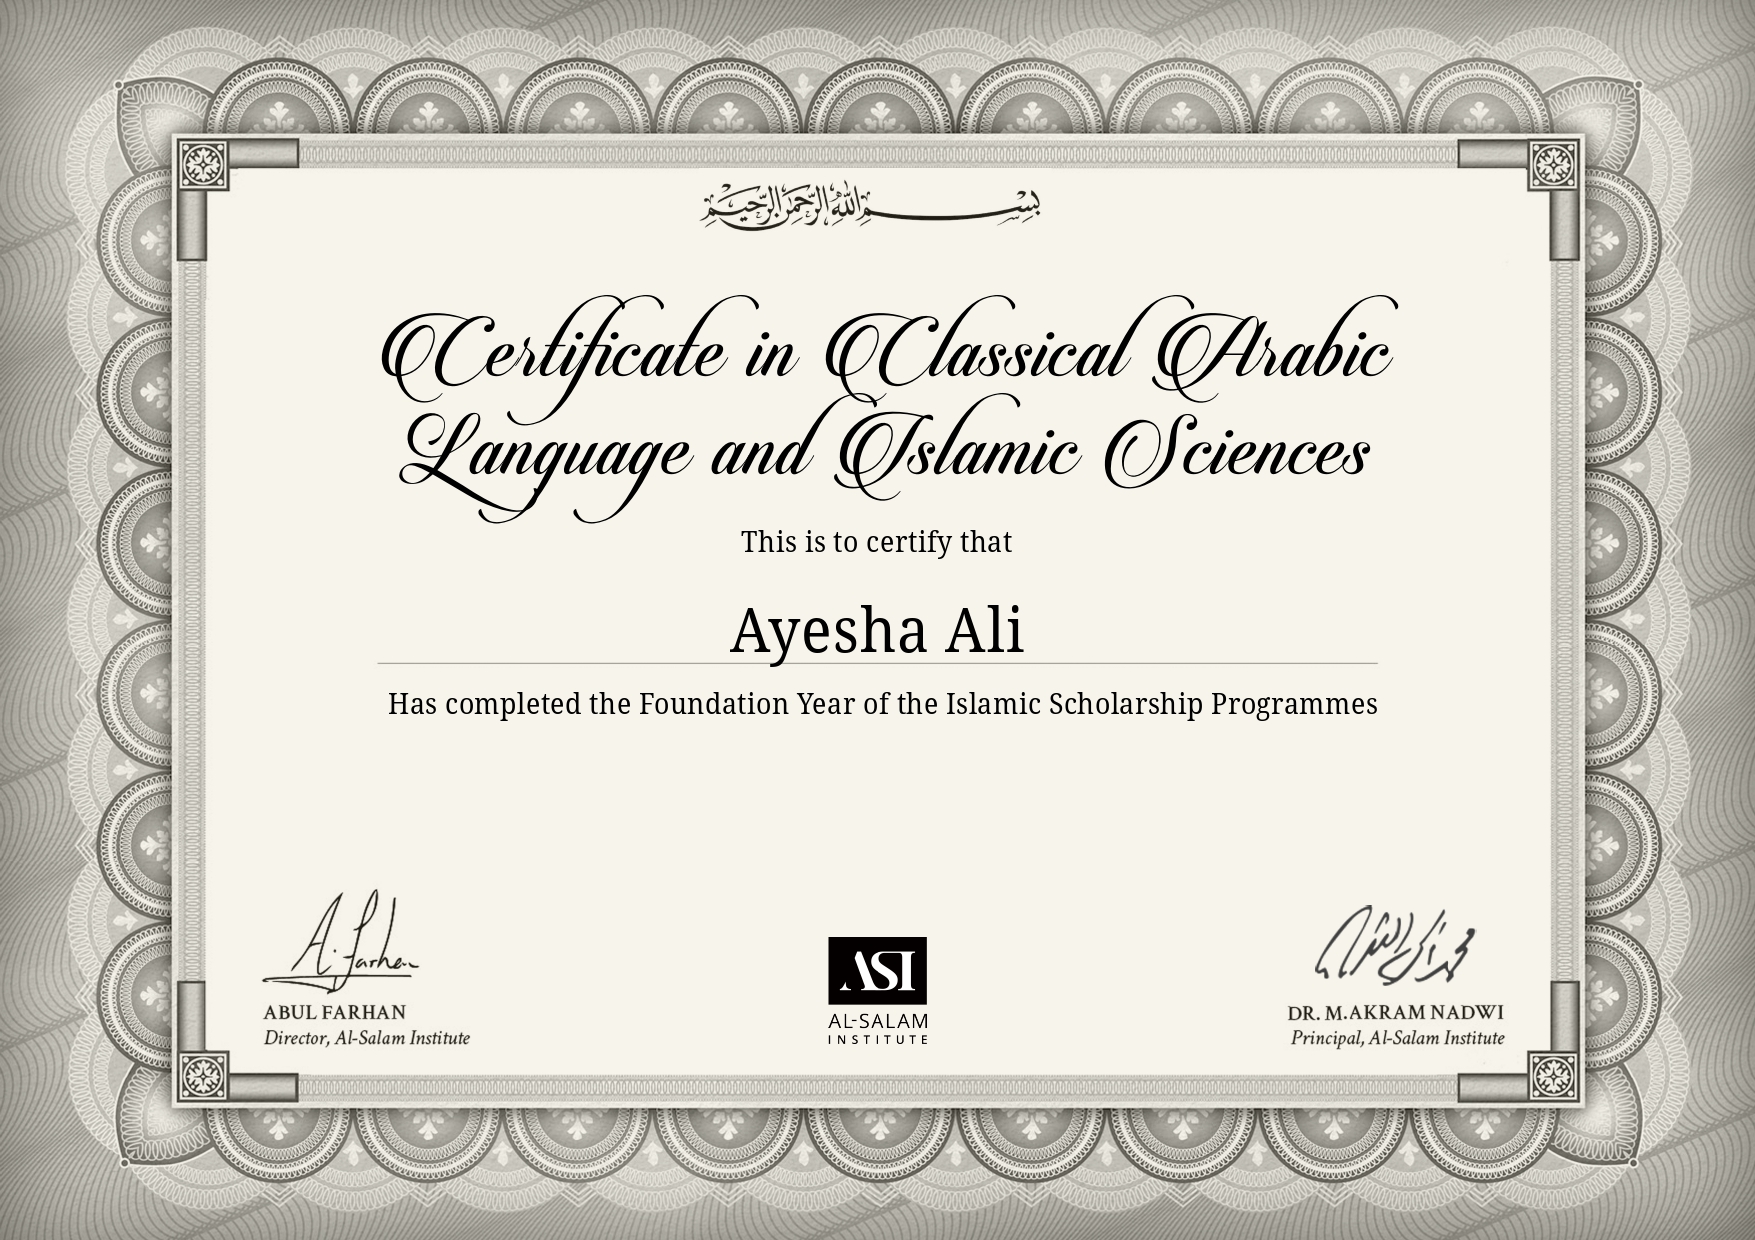 بسم الله الرحمن الرحيم
Certificate in Classical Arabic
Language and Islamic Sciences
This is to certify that
Ayesha Ali
Has completed the Foundation Year of the Islamic Scholarship Programmes
A. Farhan
ABUL FARHAN
Director, Al-Salam Institute
ASI
AL-SALAM
INSTITUTE
DR. M.AKRAM NADWI
Principal, Al-Salam Institute